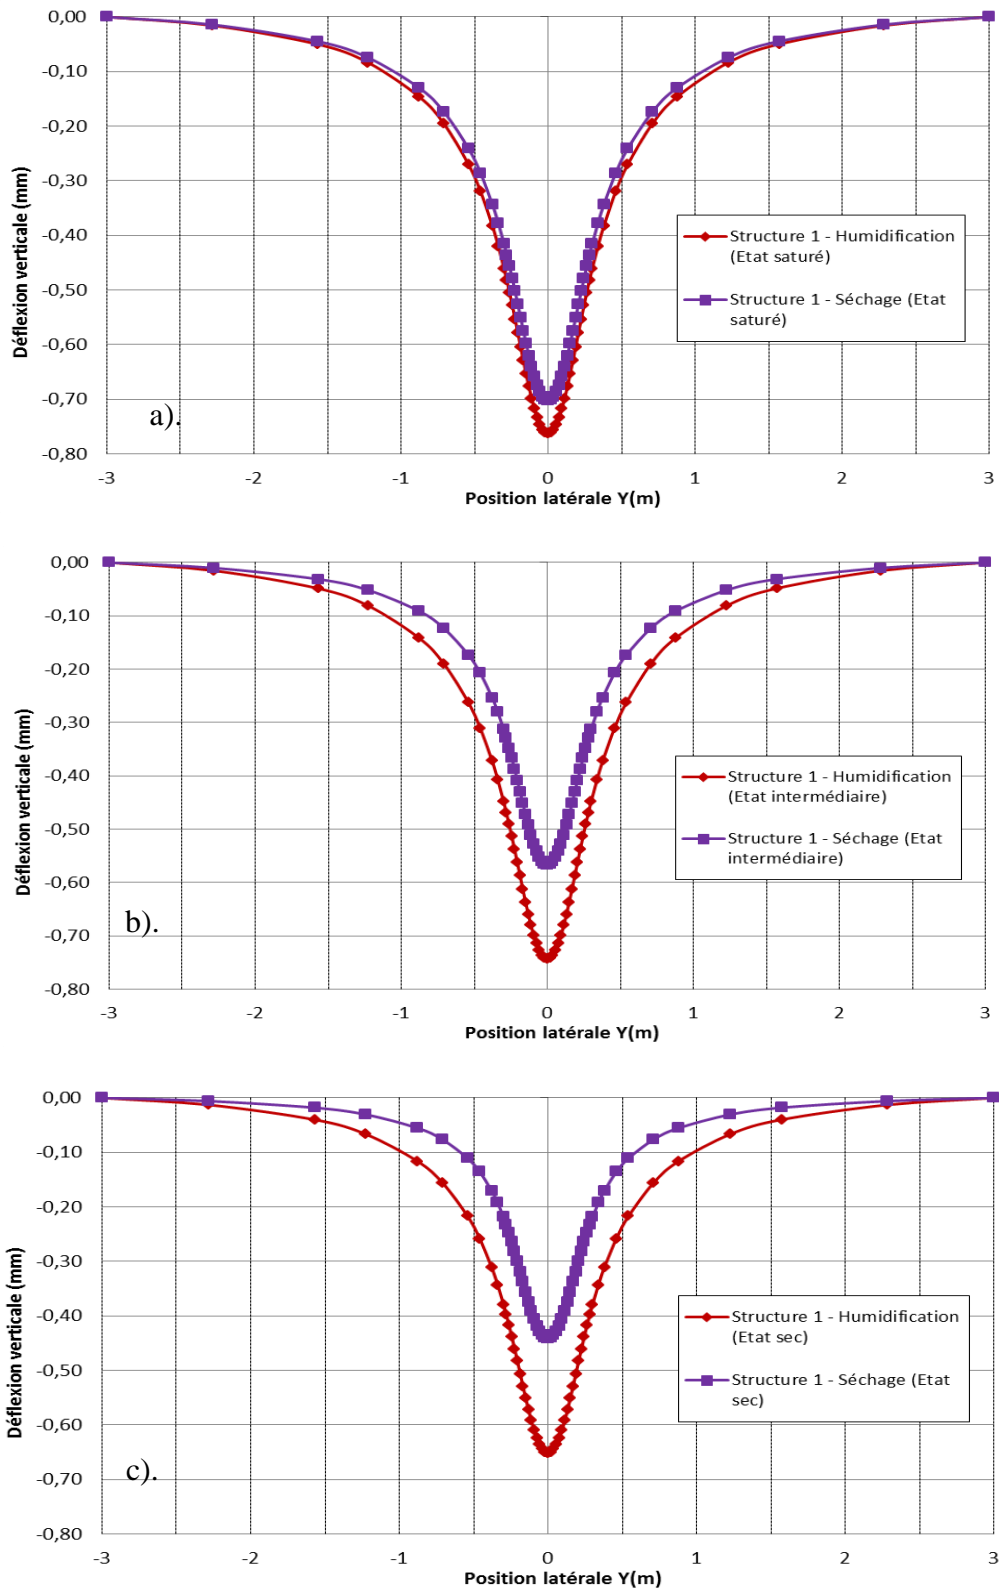 0,00
-0,10
-0,20
-0,30
-0,40
-0,50
-0,60
-0,70
-0,80
Déflexion verticale (mm)
Structure 1 - Humidification
(Etat saturé)
Structure 1 - Séchage (Etat
saturé)
a).
-3 -2 -1 0 1 2 3
Position latérale Y(m)
0,00
-0,10
-0,20
-0,30
-0,40
-0,50
-0,60
-0,70
-0,80
Déflexion verticale (mm)
Structure 1 - Humidification
(Etat intermédiaire)
Structure 1 - Séchage (Etat
intermédiaire)
b).
-3 -2 -1 0 1 2 3
Position latérale Y(m)
0,00
-0,10
-0,20
-0,30
-0,40
-0,50
-0,60
-0,70
-0,80
Déflexion verticale (mm)
Structure 1 - Humidification
(Etat sec)
Structure 1 - Séchage (Etat
sec)
c).
-3 -2 -1 0 1 2 3
Position latérale Y(m)